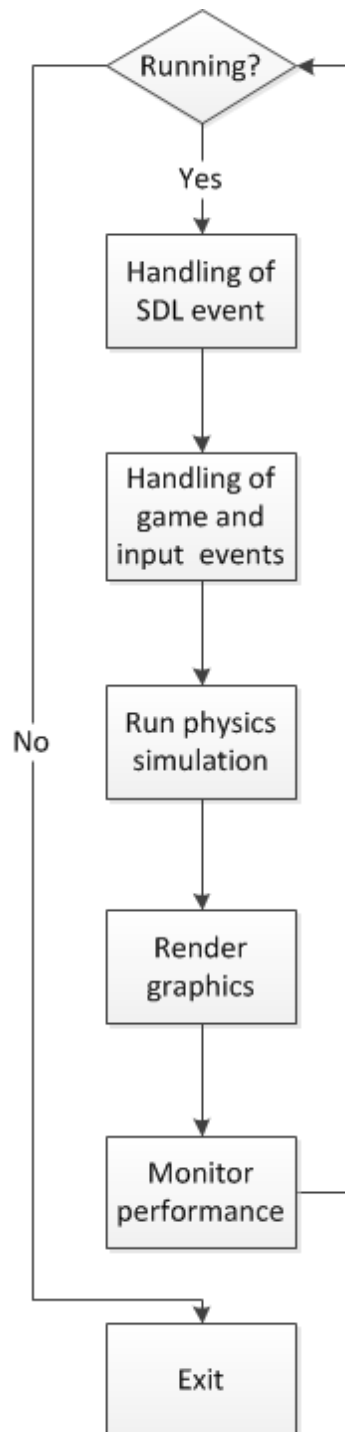 Running?
Yes
Handling of
SDL event
Handling of
game and
input events
Run physics
simulation
No
Render
graphics
Monitor
performance
Exit